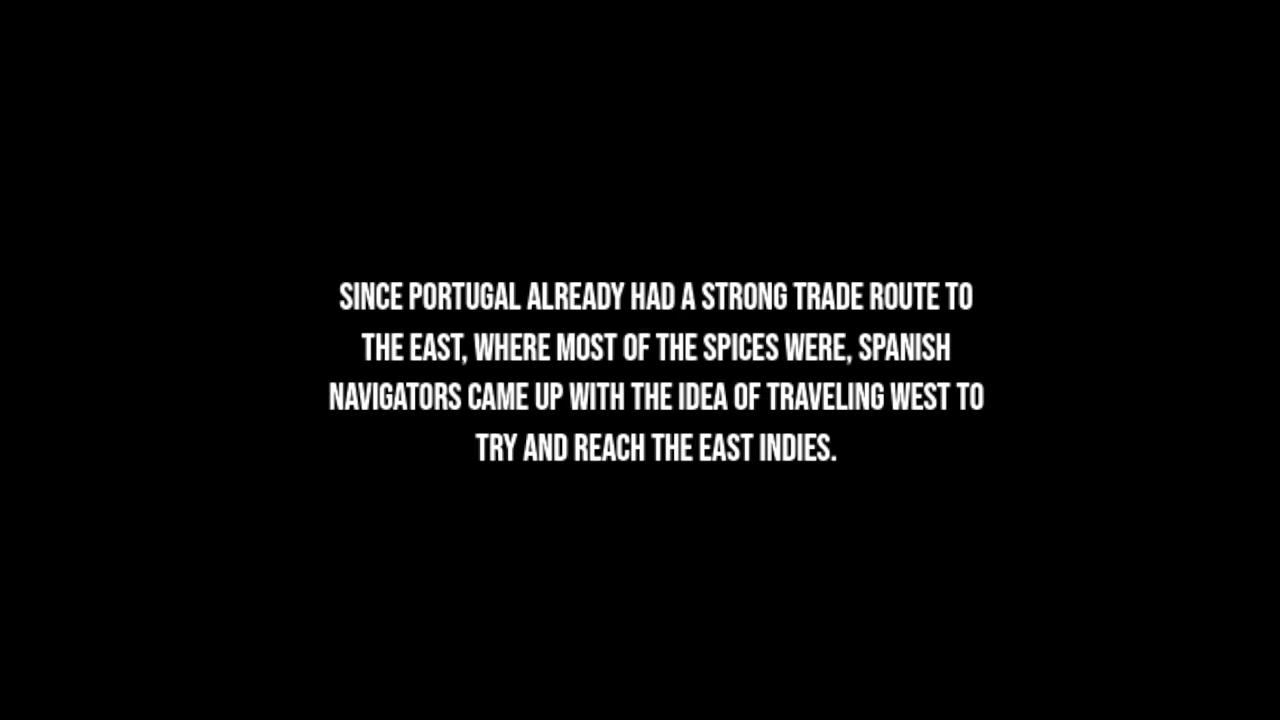 SINCE PORTUGAL ALREADY HAD A STRONG TRADE ROUTE TO
THE EAST, WHERE MOST OF THE SPICES WERE, SPANISH
NAVIGATORS CAME UP WITH THE IDEA OF TRAVELING WEST TO
TRY AND REACH THE EAST INDIES.